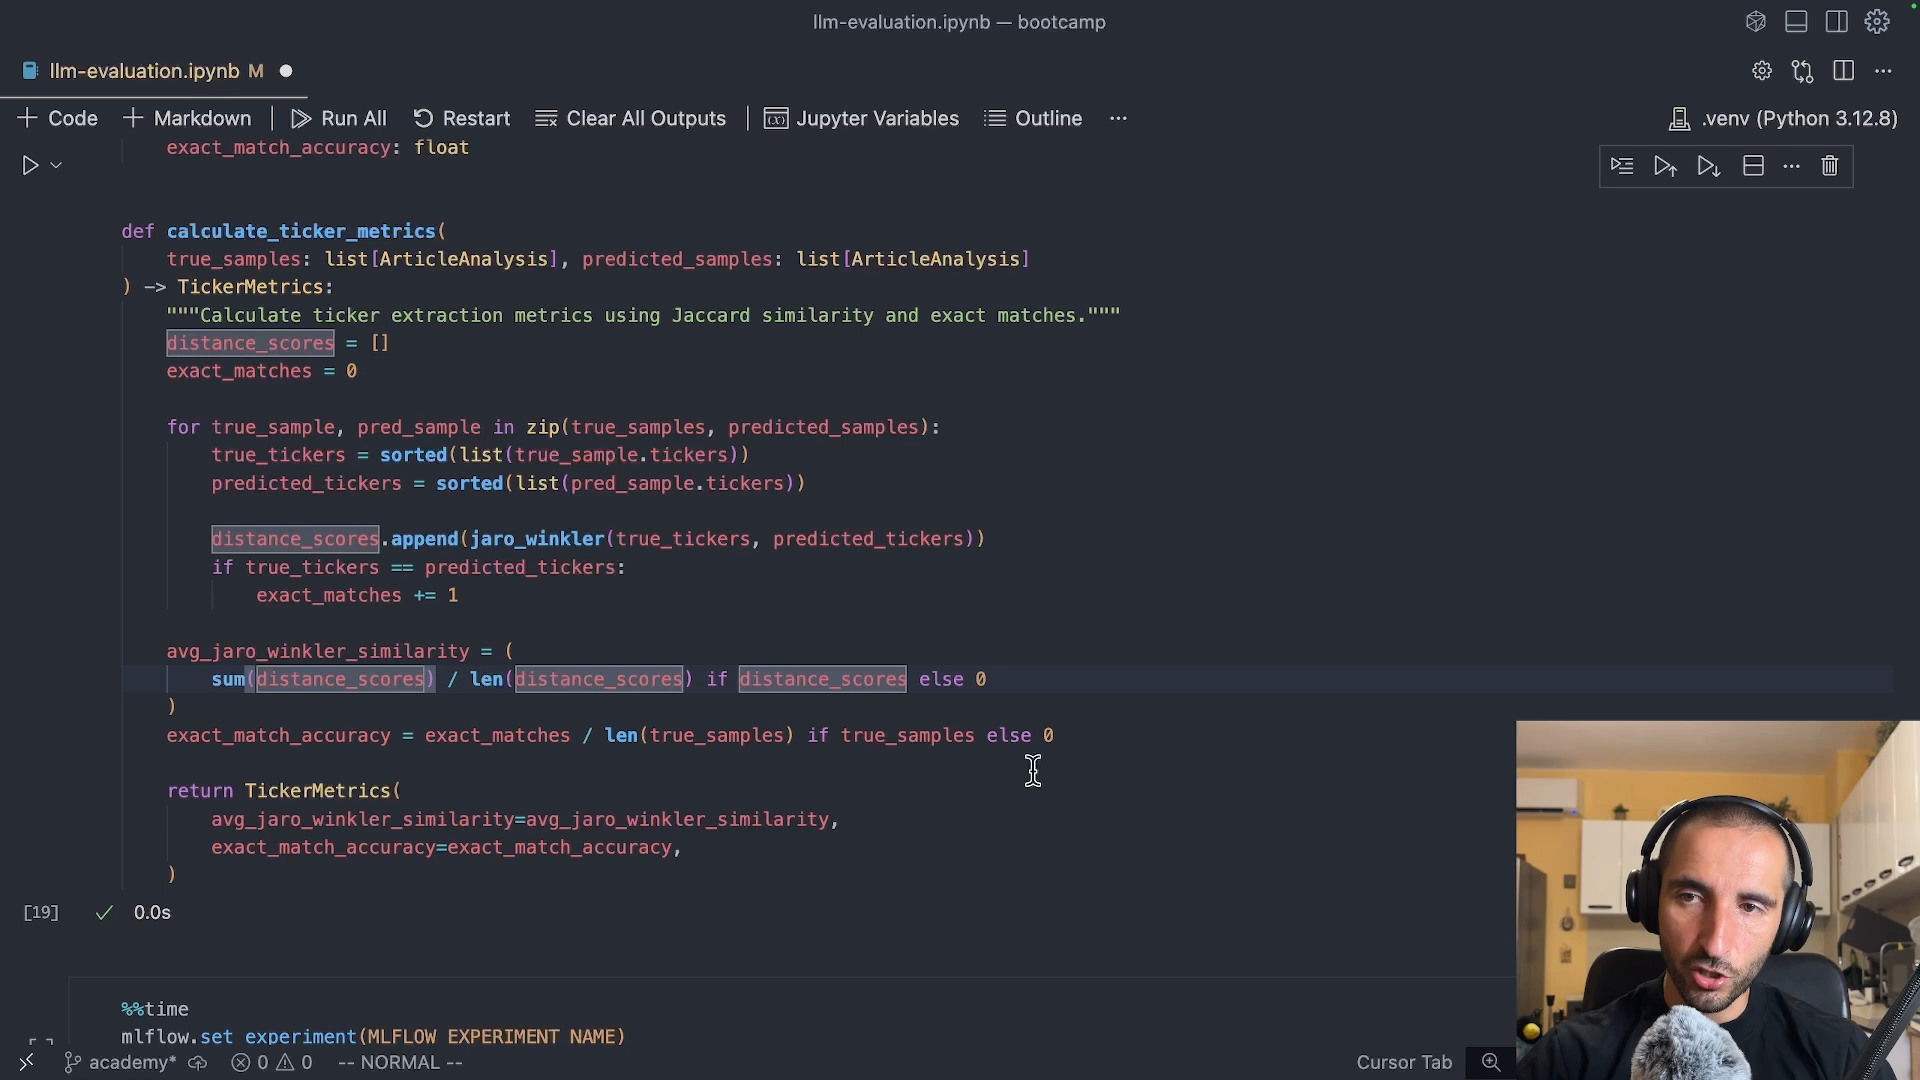 llm-evaluation.ipynb — bootcamp
llm-evaluation.ipynb M
Code Markdown Run All Restart Clear All Outputs Jupyter Variables Outline ... .venv (Python 3.12.8)
exact_match_accuracy: float
def calculate_ticker_metrics(
true_samples: list[ArticleAnalysis], predicted_samples: list[ArticleAnalysis]
) -> TickerMetrics:
"""Calculate ticker extraction metrics using Jaccard similarity and exact matches."""
distance_scores = []
exact_matches = 0
for true_sample, pred_sample in zip(true_samples, predicted_samples):
true_tickers = sorted(list(true_sample.tickers))
predicted_tickers = sorted(list(pred_sample.tickers))
distance_scores.append(jaro_winkler(true_tickers, predicted_tickers))
if true_tickers == predicted_tickers:
exact_matches += 1
avg_jaro_winkler_similarity = (
sum(distance_scores) / len(distance_scores) if distance_scores else 0
)
exact_match_accuracy = exact_matches / len(true_samples) if true_samples else 0
return TickerMetrics(
avg_jaro_winkler_similarity=avg_jaro_winkler_similarity,
exact_match_accuracy=exact_match_accuracy,
)
[19] 0.0s
%%time
mlflow.set_experiment(MLFLOW_EXPERIMENT_NAME)
academy* 0 0 -- NORMAL -- Cursor Tab